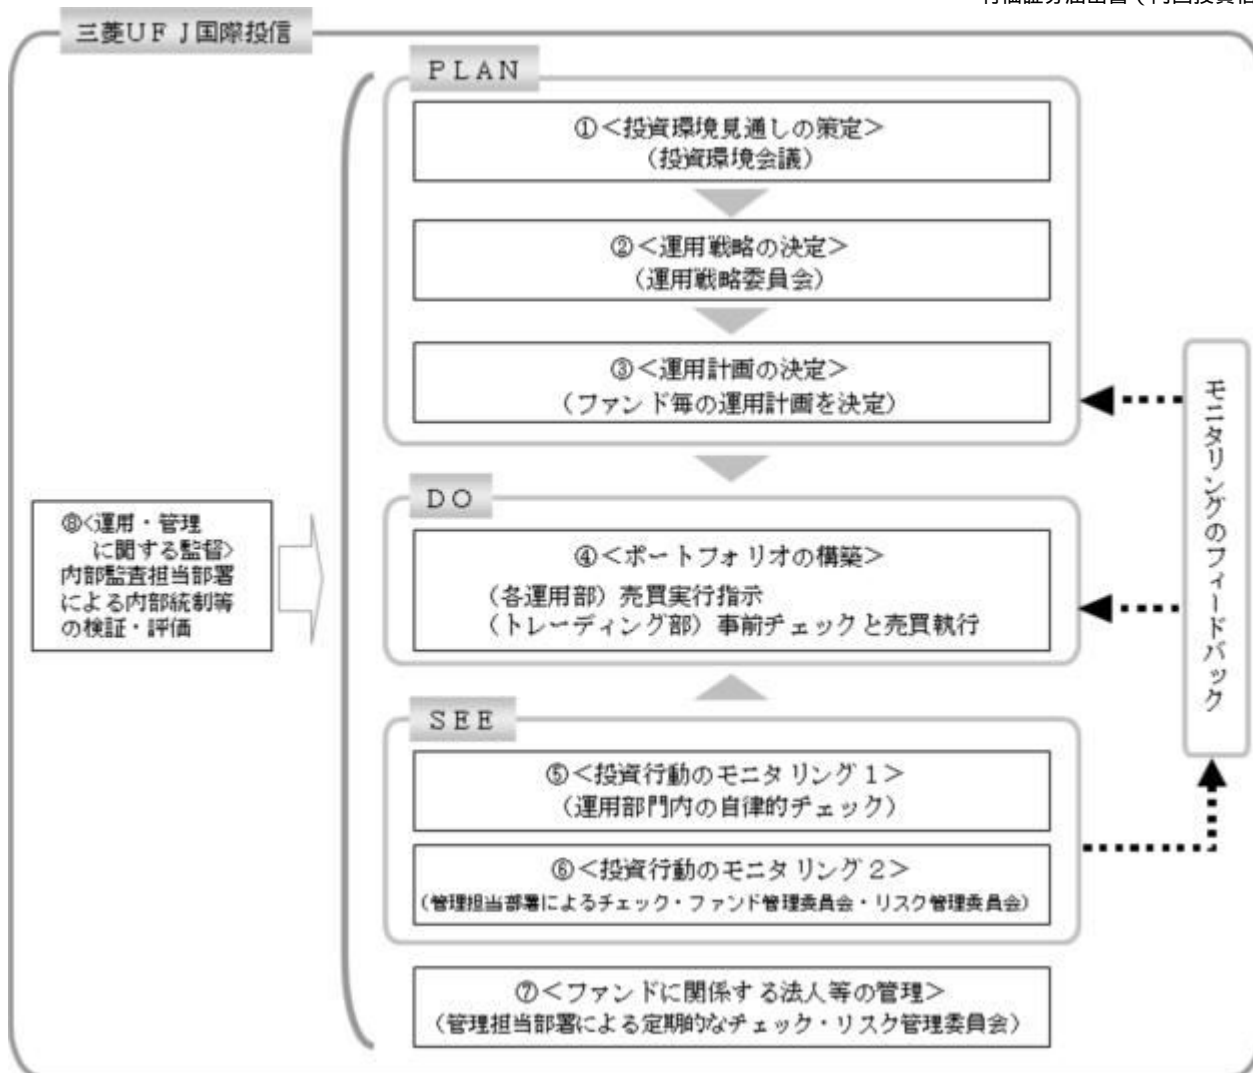 三菱UFJ国際投信
PLAN
①＜投資環境見通しの策定＞
（投資環境会議）
②＜運用戦略の決定＞
（運用戦略委員会）
③＜運用計画の決定＞
（ファンド毎の運用計画を決定）
DO
④＜ポートフォリオの構築＞
（各運用部）売買実行指示
（トレーディング部）事前チェックと売買執行
SEE
⑤＜投資行動のモニタリング１＞
（運用部門内の自律的チェック）
⑥＜投資行動のモニタリング２＞
（管理担当部署によるチェック・ファンド管理委員会・リスク管理委員会）
⑦＜ファンドに関係する法人等の管理＞
（管理担当部署による定期的なチェック・リスク管理委員会）
⑧<運用・管理
に関する監督>
内部監査担当部署
による内部統制等
の検証・評価
モニタリングのフィードバック